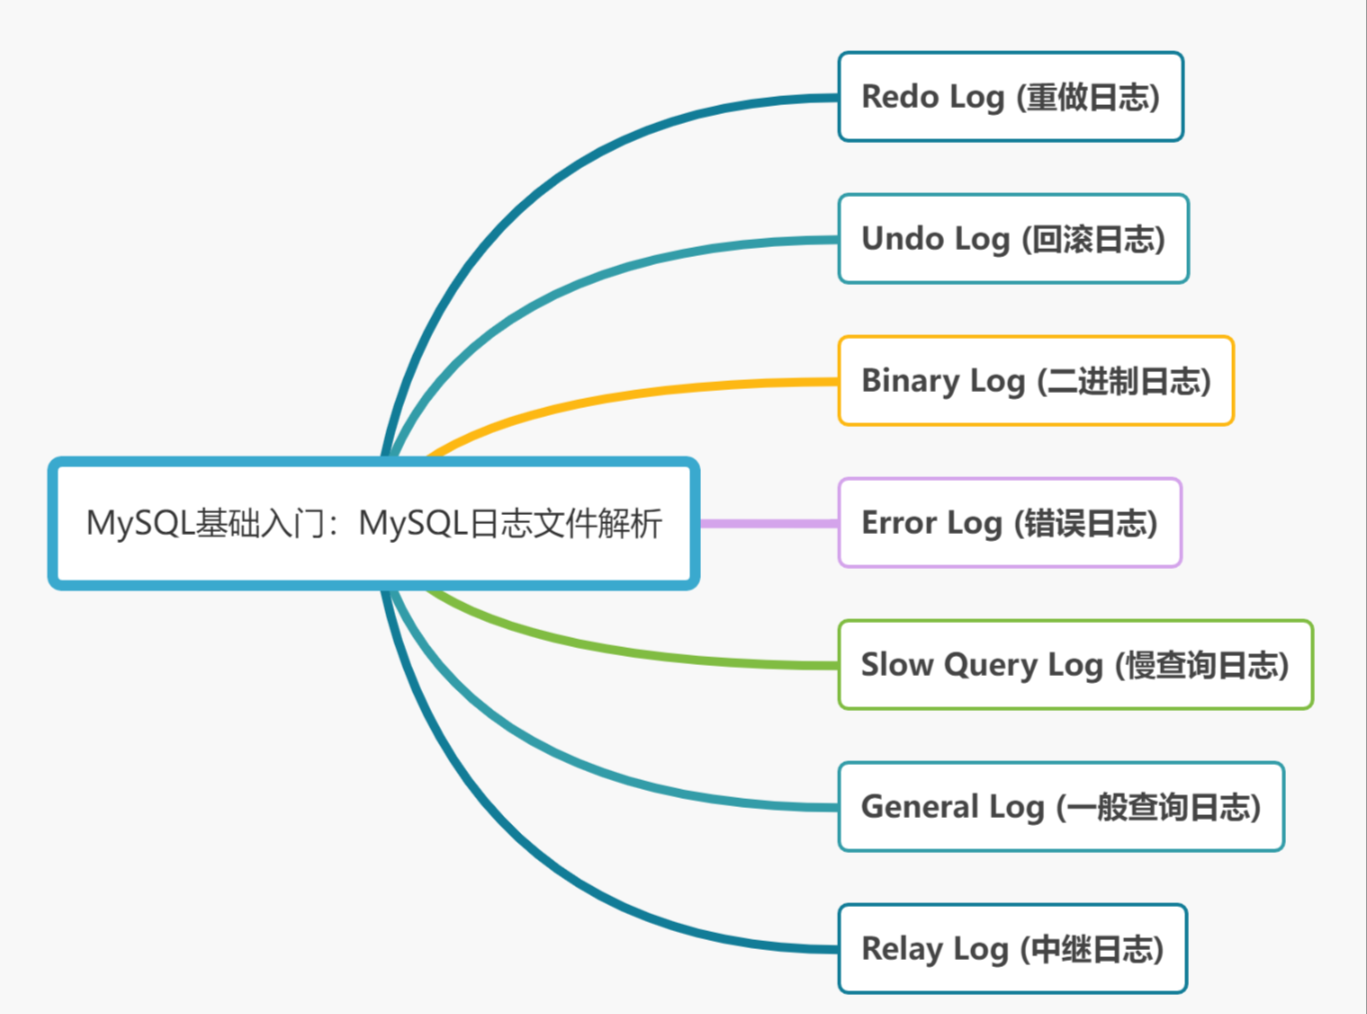 Redo Log (重做日志)
Undo Log (回滚日志)
Binary Log (二进制日志)
MySQL基础入门：MySQL日志文件解析
Error Log (错误日志)
Slow Query Log (慢查询日志)
General Log (一般查询日志)
Relay Log (中继日志)